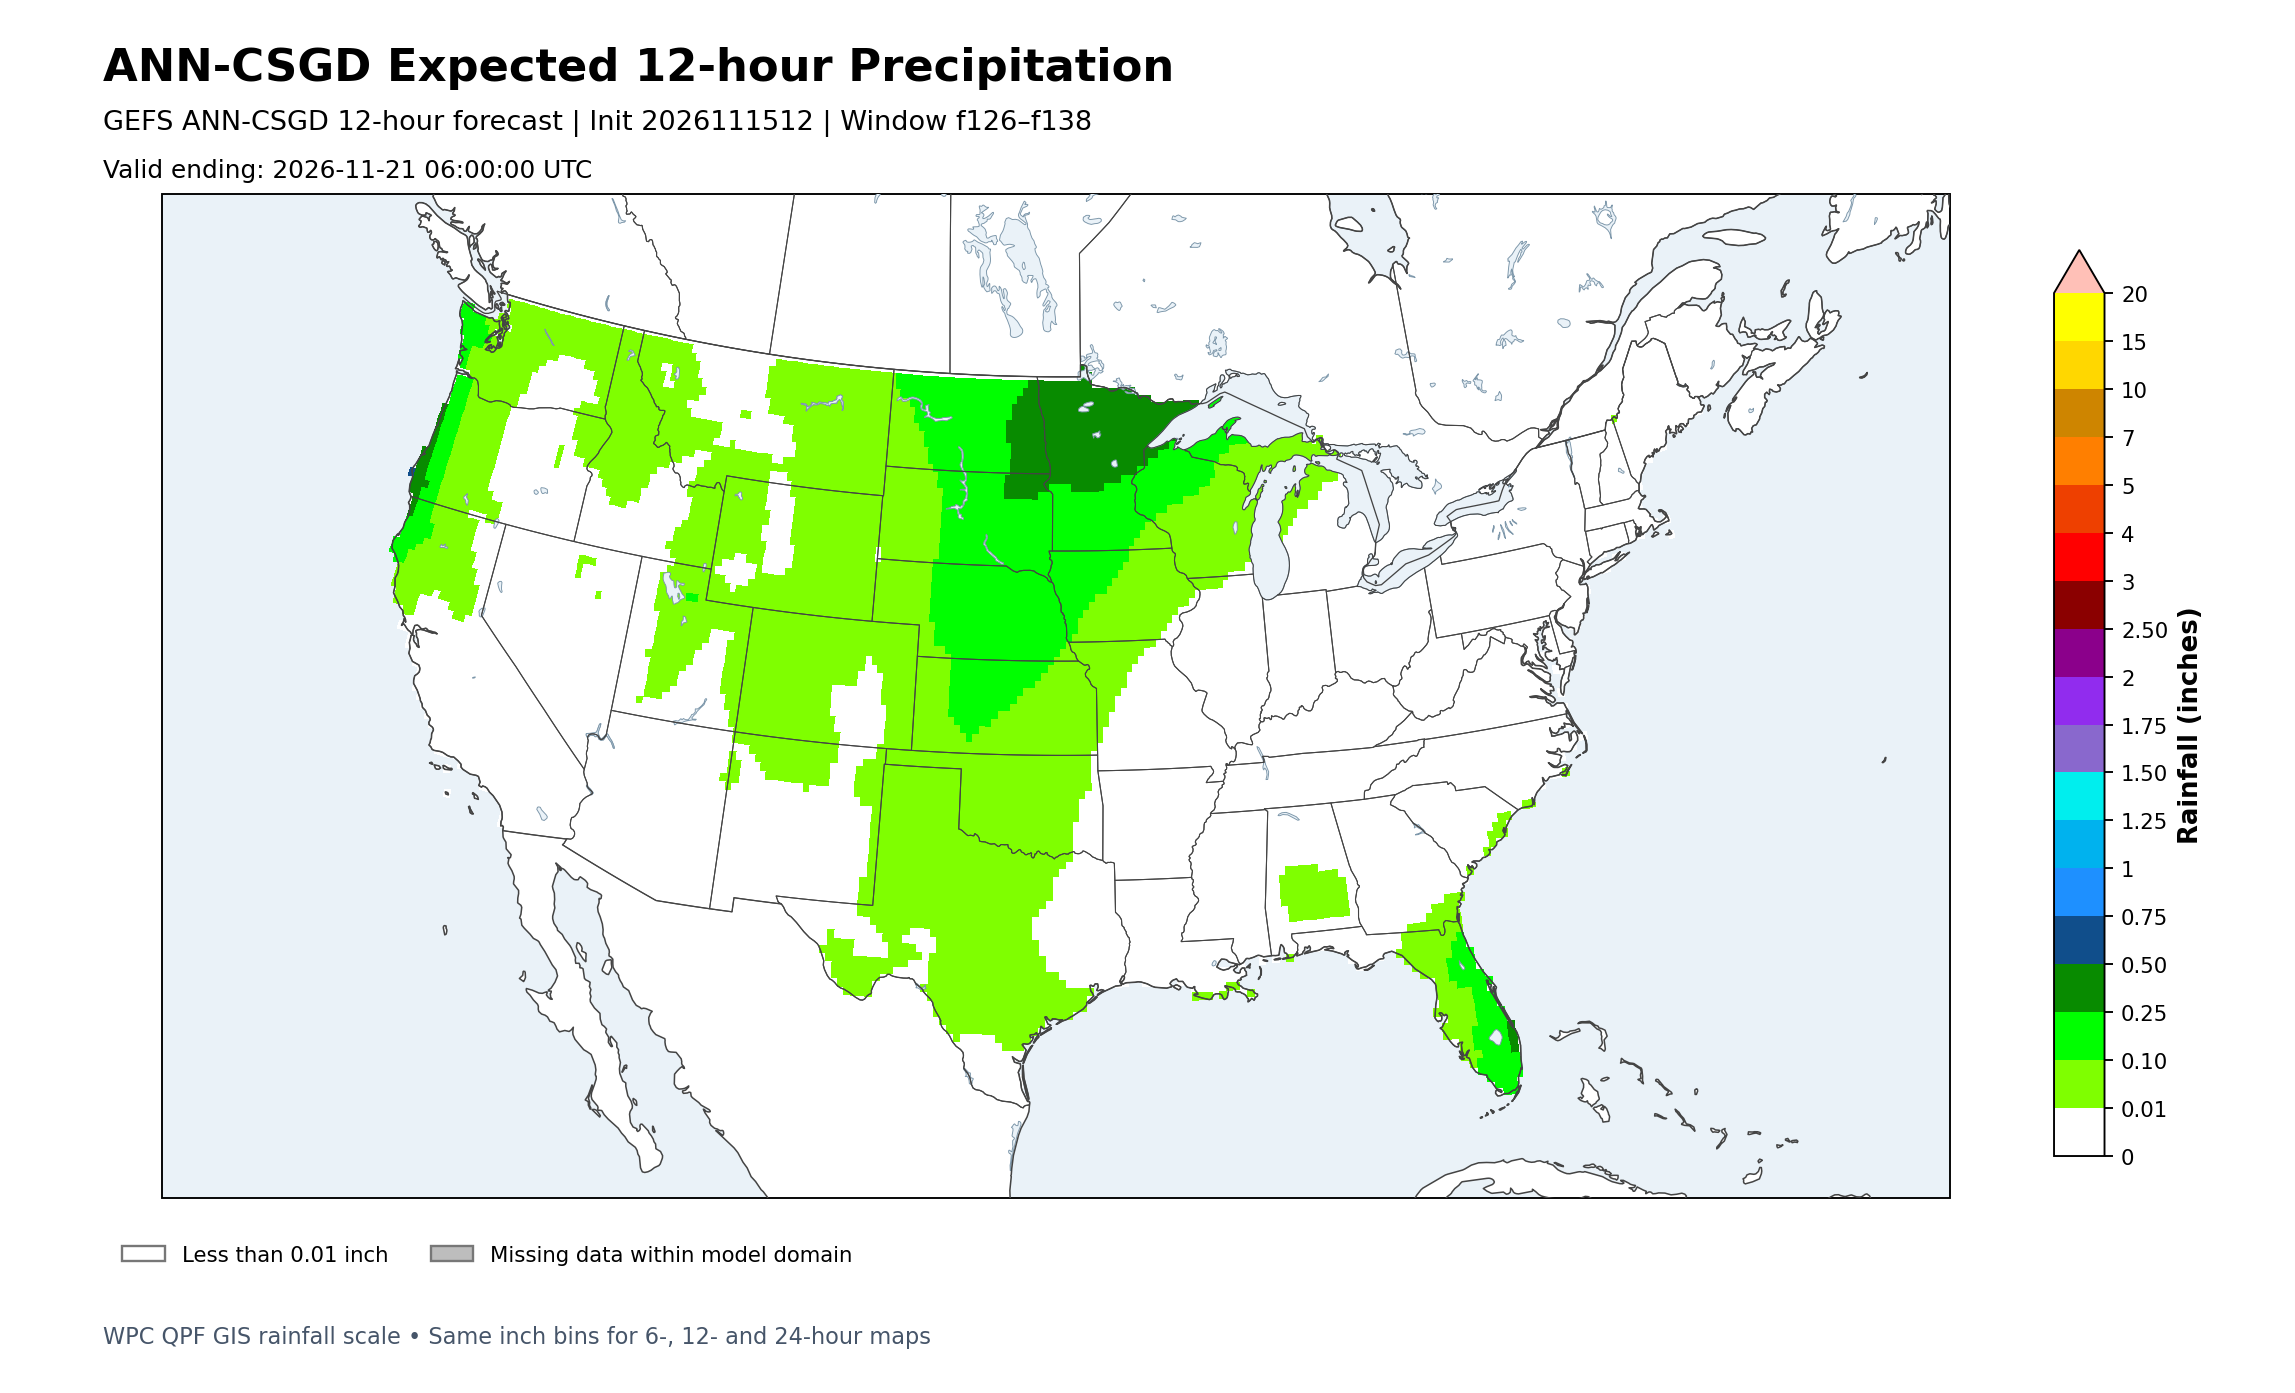 ANN-CSGD Expected 12-hour Precipitation
GEFS ANN-CSGD 12-hour forecast | Init 2026111512 | Window f126–f138
Valid ending: 2026-11-21 06:00:00 UTC
20
15
10
7
5
4
3
2.50
2
1.75
1.50
1.25
1
0.75
0.50
0.25
0.10
0.01
0
Rainfall (inches)
Less than 0.01 inch
Missing data within model domain
WPC QPF GIS rainfall scale • Same inch bins for 6-, 12- and 24-hour maps